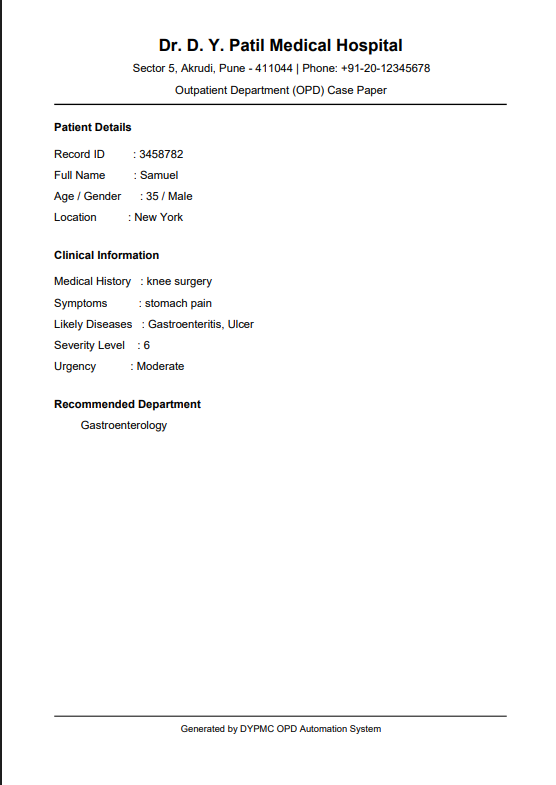 Dr. D. Y. Patil Medical Hospital
Sector 5, Akrudi, Pune - 411044 | Phone: +91-20-12345678
Outpatient Department (OPD) Case Paper
Patient Details
Record ID : 3458782
Full Name : Samuel
Age / Gender : 35 / Male
Location : New York
Clinical Information
Medical History : knee surgery
Symptoms : stomach pain
Likely Diseases : Gastroenteritis, Ulcer
Severity Level : 6
Urgency : Moderate
Recommended Department
Gastroenterology
Generated by DYPMC OPD Automation System